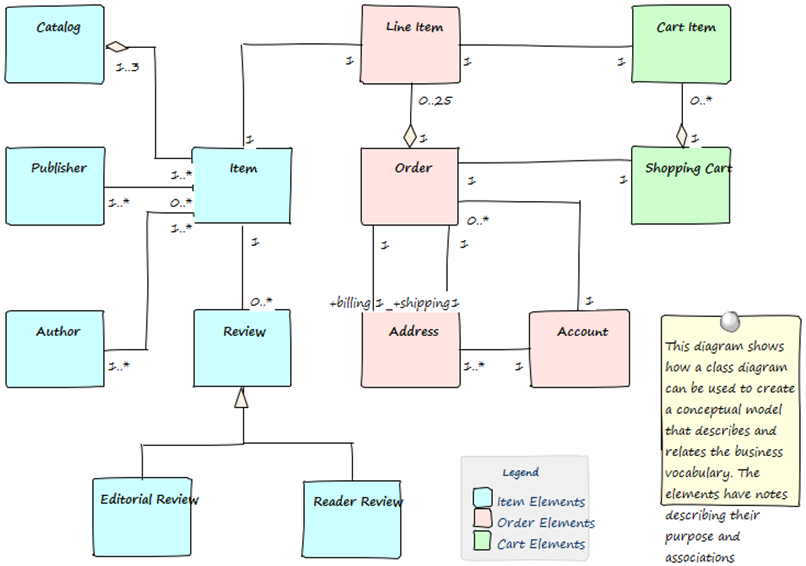 Catalog
Line Item
Cart Item
1..3
1
1
1
0..25
0..*
1
1
1
Publisher
Item
Order
Shopping Cart
1..*
1..*
0..*
1..*
1
1
0..*
1
1
1
0..*
+billing 1
+shipping 1
1
Author
Review
Address
Account
1..*
1..*
1
Editorial Review
Reader Review
Legend
Item Elements
Order Elements
Cart Elements
This diagram shows
how a class diagram
can be used to create
a conceptual model
that describes and
relates the business
vocabulary. The
elements have notes
describing their
purpose and
associations